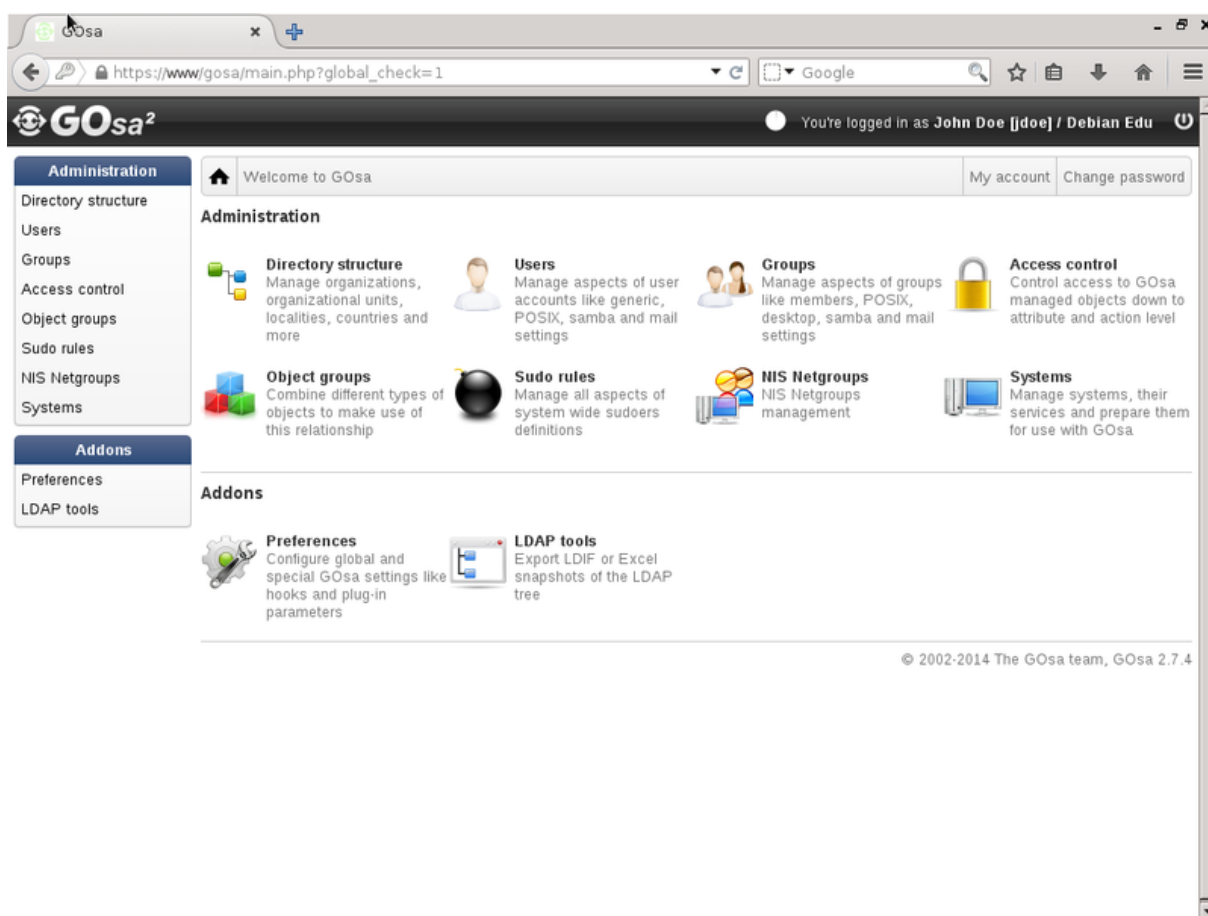 GOsa
https://www/gosa/main.php?global_check=1
Google
GOsa²
You're logged in as John Doe [jdoe] / Debian Edu
Administration
Directory structure
Users
Groups
Access control
Object groups
Sudo rules
NIS Netgroups
Systems
Addons
Preferences
LDAP tools
Welcome to GOsa
My account
Change password
Administration
Directory structure
Manage organizations,
organizational units,
localities, countries and
more
Users
Manage aspects of user
accounts like generic,
POSIX, samba and mail
settings
Groups
Manage aspects of groups
like members, POSIX,
desktop, samba and mail
settings
Access control
Control access to GOsa
managed objects down to
attribute and action level
Object groups
Combine different types of
objects to make use of
this relationship
Sudo rules
Manage all aspects of
system wide sudoers
definitions
NIS Netgroups
NIS Netgroups
management
Systems
Manage systems, their
services and prepare them
for use with GOsa
Addons
Preferences
Configure global and
special GOsa settings like
hooks and plug-in
parameters
LDAP tools
Export LDIF or Excel
snapshots of the LDAP
tree
© 2002-2014 The GOsa team, GOsa 2.7.4